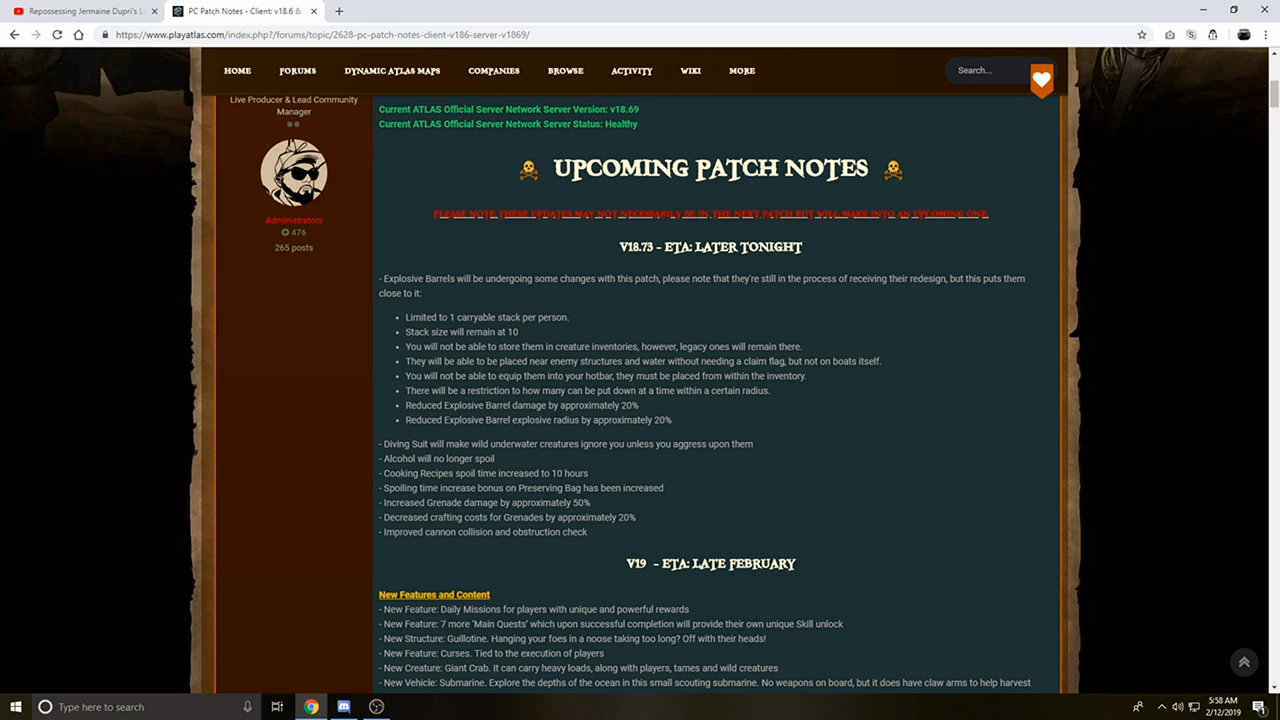 Repossessing Jermaine Dupri's L
PC Patch Notes - Client: v18.6 &
https://www.playatlas.com/index.php?/forums/topic/2628-pc-patch-notes-client-v186-server-v1869/
HOME FORUMS DYNAMIC ATLAS MAPS COMPANIES BROWSE ACTIVITY WIKI MORE Search...
Live Producer & Lead Community
Manager
Administrators
476
265 posts
Current ATLAS Official Server Network Server Version: v18.69
Current ATLAS Official Server Network Server Status: Healthy
UPCOMING PATCH NOTES
PLEASE NOTE THESE UPDATES MAY NOT NECESSARILY BE IN THE NEXT PATCH BUT WILL MAKE INTO AN UPCOMING ONE.
V18.73 - ETA: LATER TONIGHT
- Explosive Barrels will be undergoing some changes with this patch, please note that they're still in the process of receiving their redesign, but this puts them
close to it:
• Limited to 1 carryable stack per person.
• Stack size will remain at 10
• You will not be able to store them in creature inventories, however, legacy ones will remain there.
• They will be able to be placed near enemy structures and water without needing a claim flag, but not on boats itself.
• You will not be able to equip them into your hotbar, they must be placed from within the inventory.
• There will be a restriction to how many can be put down at a time within a certain radius.
• Reduced Explosive Barrel damage by approximately 20%
• Reduced Explosive Barrel explosive radius by approximately 20%
- Diving Suit will make wild underwater creatures ignore you unless you aggress upon them
- Alcohol will no longer spoil
- Cooking Recipes spoil time increased to 10 hours
- Spoiling time increase bonus on Preserving Bag has been increased
- Increased Grenade damage by approximately 50%
- Decreased crafting costs for Grenades by approximately 20%
- Improved cannon collision and obstruction check
V19 - ETA: LATE FEBRUARY
New Features and Content
- New Feature: Daily Missions for players with unique and powerful rewards
- New Feature: 7 more 'Main Quests' which upon successful completion will provide their own unique Skill unlock
- New Structure: Guillotine. Hanging your foes in a noose taking too long? Off with their heads!
- New Feature: Curses. Tied to the execution of players
- New Creature: Giant Crab. It can carry heavy loads, along with players, tames and wild creatures
- New Vehicle: Submarine. Explore the depths of the ocean in this small scouting submarine. No weapons on board, but it does have claw arms to help harvest
Type here to search
5:58 AM
2/12/2019